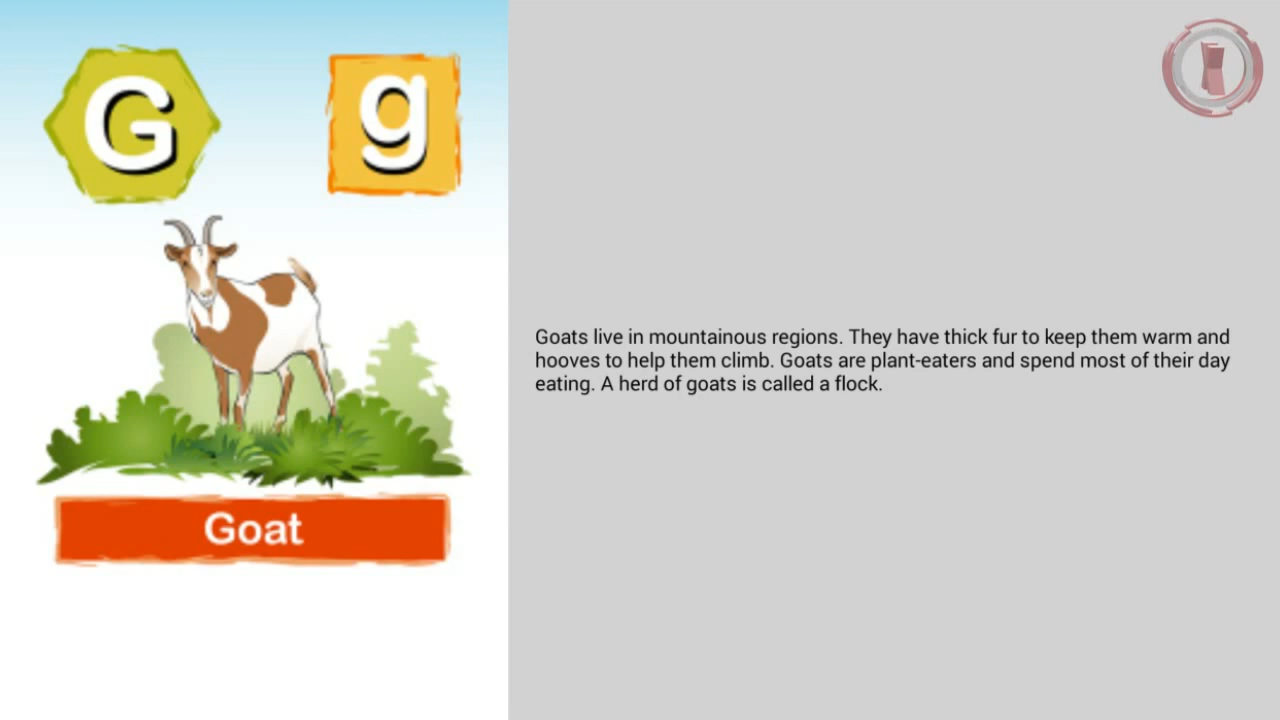 G g
Goat
Goats live in mountainous regions. They have thick fur to keep them warm and
hooves to help them climb. Goats are plant-eaters and spend most of their day
eating. A herd of goats is called a flock.